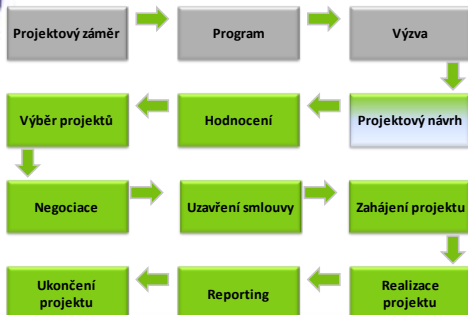 Projektový záměr
Program
Výzva
Projektový návrh
Hodnocení
Výběr projektů
Negociace
Uzavření smlouvy
Zahájení projektu
Realizace
projektu
Reporting
Ukončení
projektu